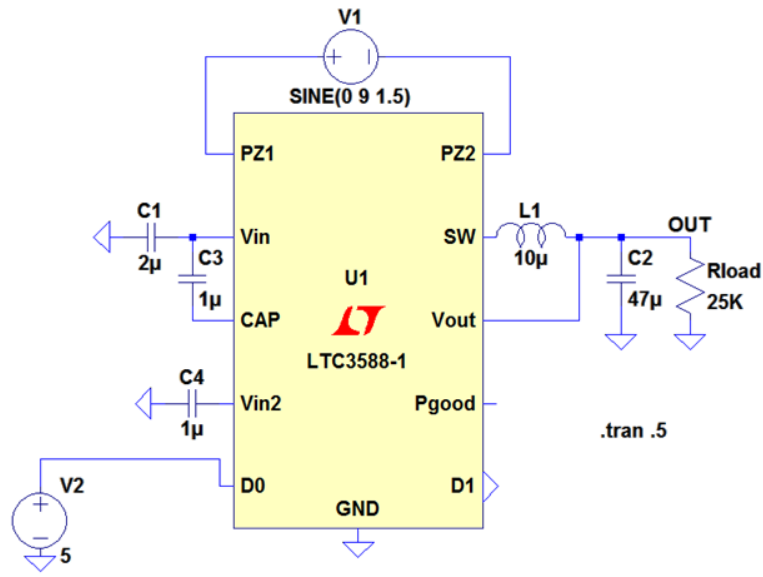 V1
SINE(0 9 1.5)
PZ1
PZ2
C1
2µ
Vin
C3
1µ
CAP
U1
LTC3588-1
SW
L1
10µ
OUT
C2
47µ
Rload
25K
Vout
C4
1µ
Vin2
Pgood
.tran .5
V2
5
D0
D1
GND